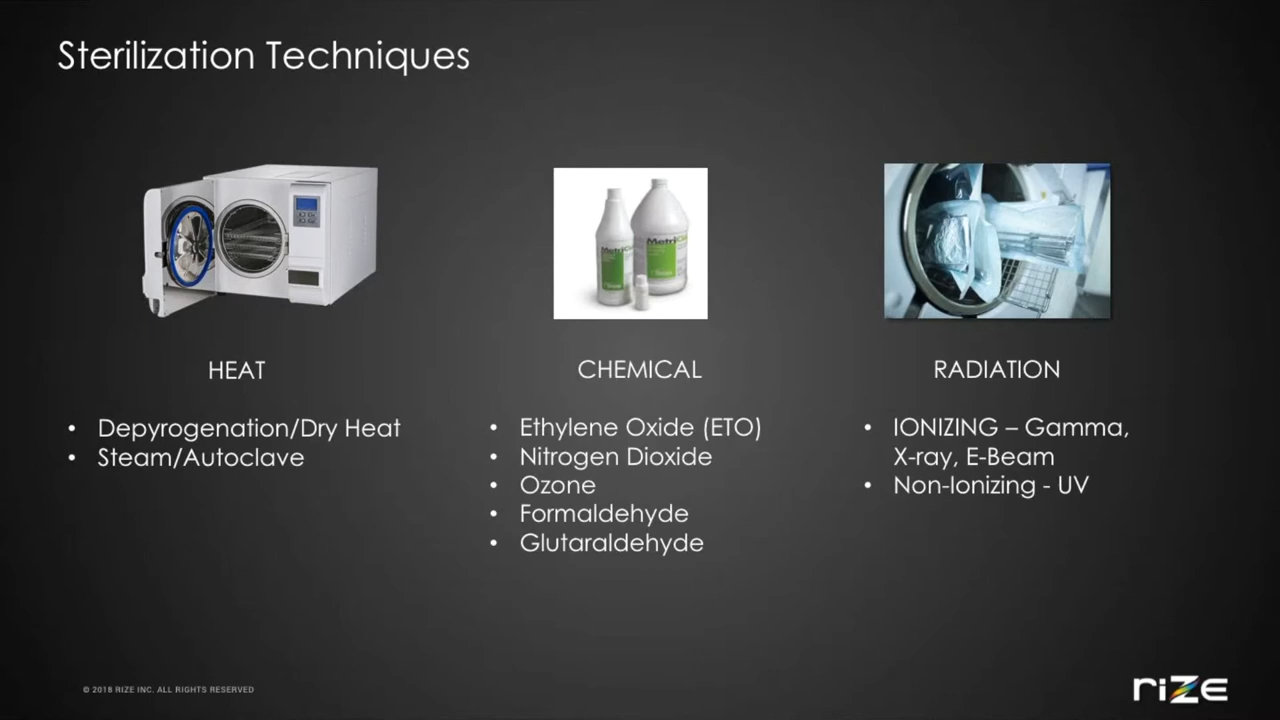 Sterilization Techniques
HEAT
• Depyrogenation/Dry Heat
• Steam/Autoclave
CHEMICAL
• Ethylene Oxide (ETO)
• Nitrogen Dioxide
• Ozone
• Formaldehyde
• Glutaraldehyde
RADIATION
• IONIZING – Gamma,
X-ray, E-Beam
• Non-Ionizing - UV
© 2018 RIZE INC. ALL RIGHTS RESERVED
rize